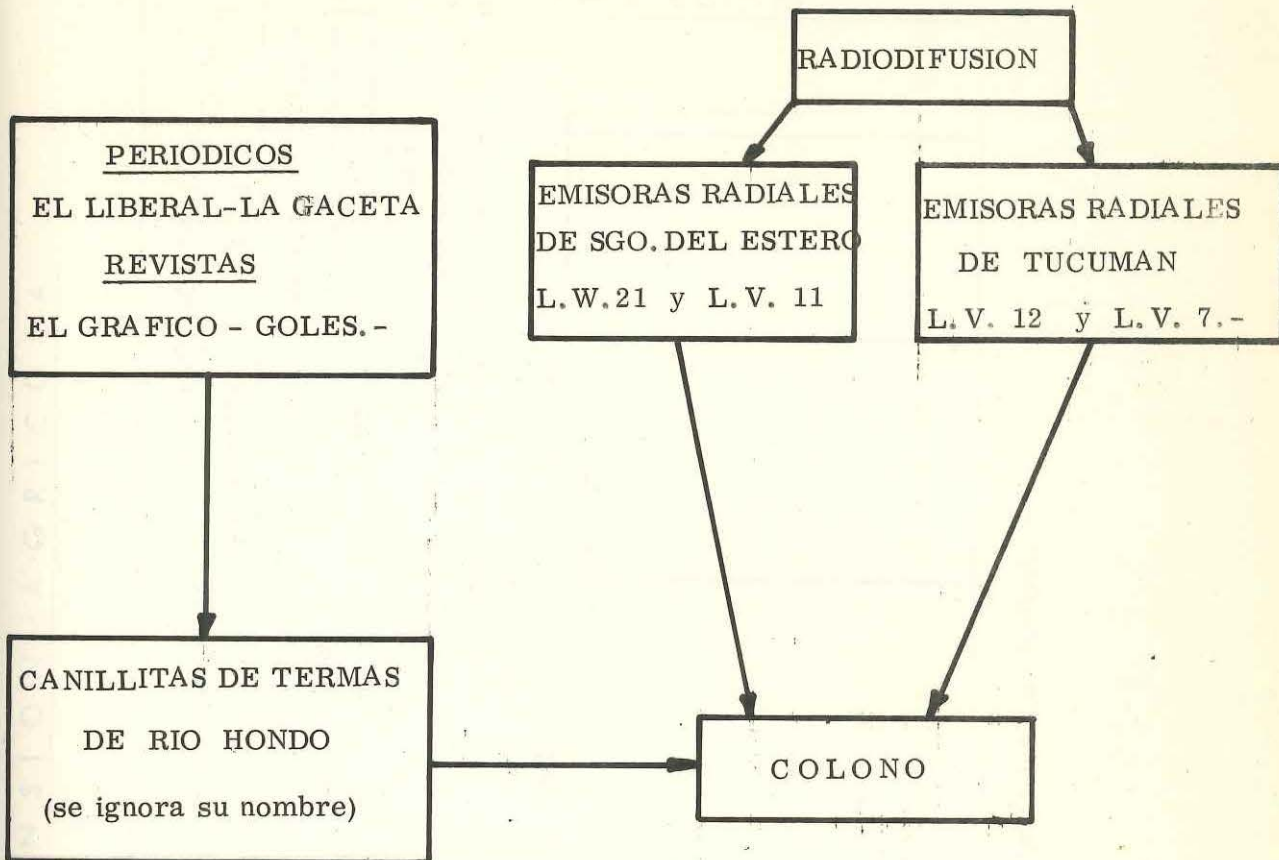 RADIODIFUSION
PERIODICOS
EL LIBERAL-LA GACETA
REVISTAS
EL GRAFICO - GOLES.-
EMISORAS RADIALES
DE SGO. DEL ESTERO
L.W.21 y L.V. 11
EMISORAS RADIALES
DE TUCUMAN
L.V. 12 y L.V. 7.-
CANILLITAS DE TERMAS
DE RIO HONDO
(se ignora su nombre)
COLONO